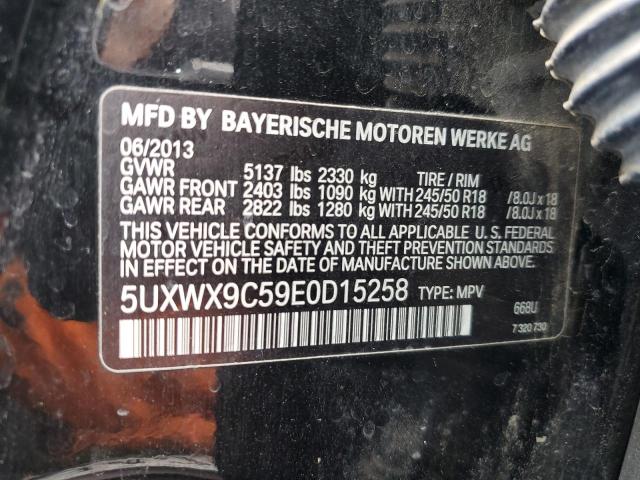 MFD BY BAYERISCHE MOTOREN WERKE AG
06/2013
GVWR 5137 lbs 2330 kg TIRE / RIM
GAWR FRONT 2403 lbs 1090 kg WITH 245/50 R18 /8.0J x 18
GAWR REAR 2822 lbs 1280 kg WITH 245/50 R18 /8.0J x 18
THIS VEHICLE CONFORMS TO ALL APPLICABLE U.S. FEDERAL
MOTOR VEHICLE SAFETY AND THEFT PREVENTION STANDARDS
IN EFFECT ON THE DATE OF MANUFACTURE SHOWN ABOVE.
5UXWX9C59E0D15258 TYPE: MPV
668U
7 320 730